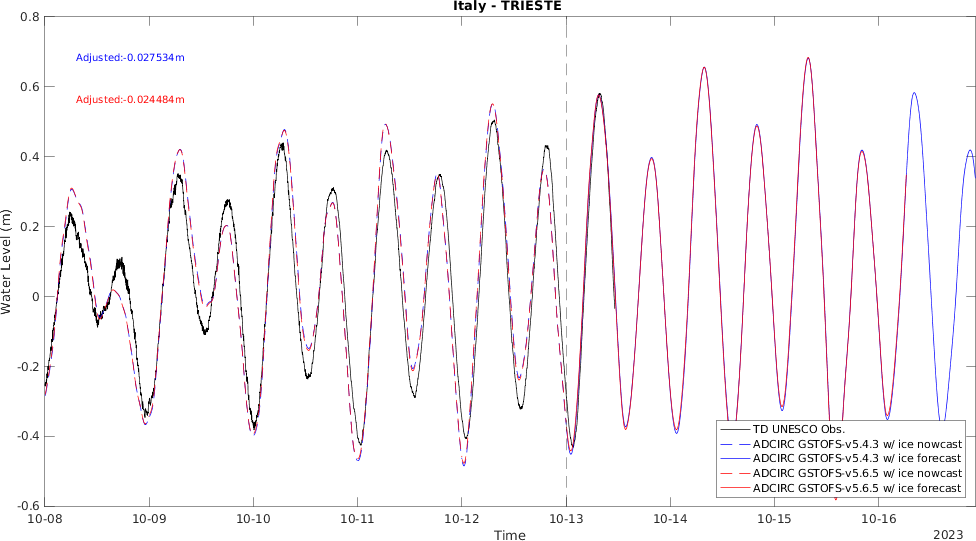 Italy - TRIESTE
Adjusted:-0.027534m
Adjusted:-0.024484m
Water Level (m)
0.8
0.6
0.4
0.2
0
-0.2
-0.4
-0.6
TD UNESCO Obs.
ADCIRC GSTOFS-v5.4.3 w/ ice nowcast
ADCIRC GSTOFS-v5.4.3 w/ ice forecast
ADCIRC GSTOFS-v5.6.5 w/ ice nowcast
ADCIRC GSTOFS-v5.6.5 w/ ice forecast
10-08 10-09 10-10 10-11 10-12 10-13 10-14 10-15 10-16
Time
2023